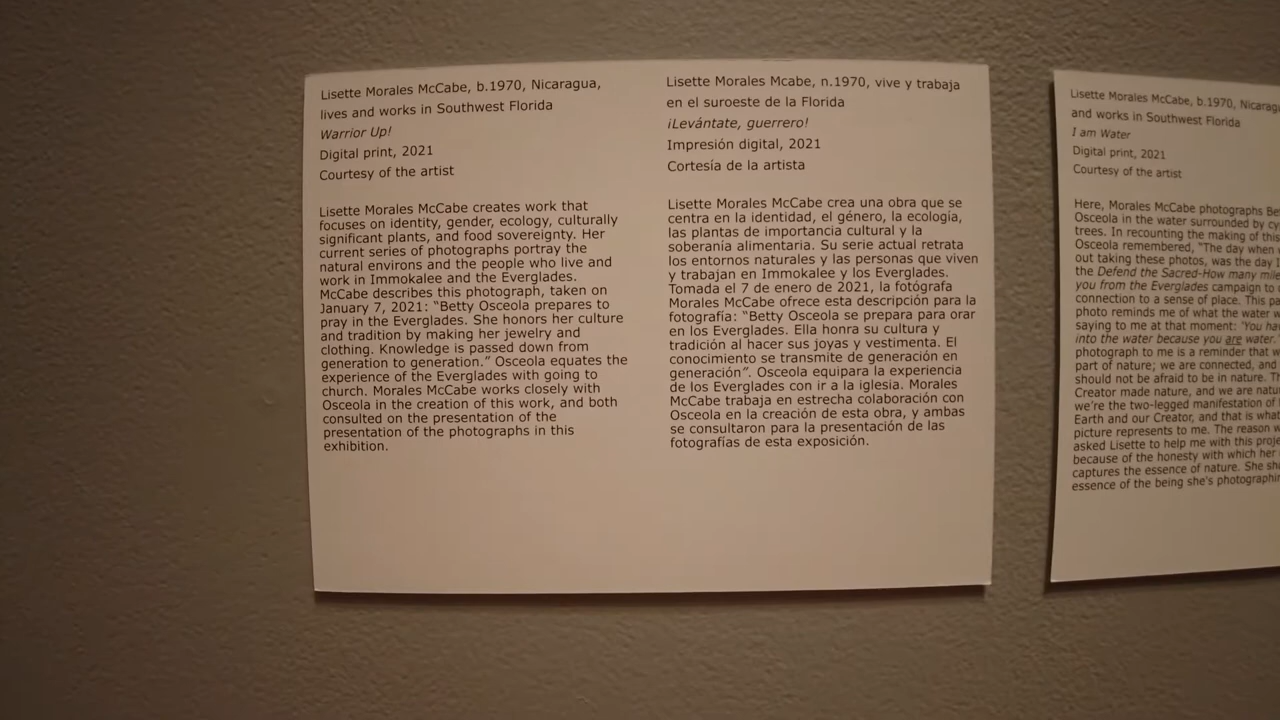 Lisette Morales McCabe, b.1970, Nicaragua,
lives and works in Southwest Florida
Warrior Up!
Digital print, 2021
Courtesy of the artist
Lisette Morales McCabe creates work that
focuses on identity, gender, ecology, culturally
significant plants, and food sovereignty. Her
current series of photographs portray the
natural environs and the people who live and
work in Immokalee and the Everglades.
McCabe describes this photograph, taken on
January 7, 2021: “Betty Osceola prepares to
pray in the Everglades. She honors her culture
and tradition by making her jewelry and
clothing. Knowledge is passed down from
generation to generation.” Osceola equates the
experience of the Everglades with going to
church. Morales McCabe works closely with
Osceola in the creation of this work, and both
consulted on the presentation of the
presentation of the photographs in this
exhibition.
Lisette Morales Mcabe, n.1970, vive y trabaja
en el suroeste de la Florida
¡Levántate, guerrero!
Impresión digital, 2021
Cortesía de la artista
Lisette Morales McCabe crea una obra que se
centra en la identidad, el género, la ecología,
las plantas de importancia cultural y la
soberanía alimentaria. Su serie actual retrata
los entornos naturales y las personas que viven
y trabajan en Immokalee y los Everglades.
Tomada el 7 de enero de 2021, la fotógrafa
Morales McCabe ofrece esta descripción para la
fotografía: “Betty Osceola se prepara para orar
en los Everglades. Ella honra su cultura y
tradición al hacer sus joyas y vestimenta. El
conocimiento se transmite de generación en
generación”. Osceola equipara la experiencia
de los Everglades con ir a la iglesia. Morales
McCabe trabaja en estrecha colaboración con
Osceola en la creación de esta obra, y ambas
se consultaron para la presentación de las
fotografías de esta exposición.
Lisette Morales McCabe, b.1970,
and works in Southwest Florida
I am Water
Digital print, 2021
Courtesy of the artist
Here, Morales McCabe photographs
Osceola in the water surrounded by
trees. In recounting the making of this
Osceola remembered, “The day when
out taking these photos, was the day I
the Defend the Sacred-How many
you from the Everglades campaign to
connection to a sense of place. This
photo reminds me of what the water
saying to me at that moment: ‘You
into the water because you are water.
photograph to me is a reminder that
part of nature; we are connected, and
should not be afraid to be in nature.
Creator made nature, and we are
we’re the two-legged manifestation of
Earth and our Creator, and that is what
picture represents to me. The reason
asked Lisette to help me with this
because of the honesty with which her
captures the essence of nature. She
essence of the being she’s